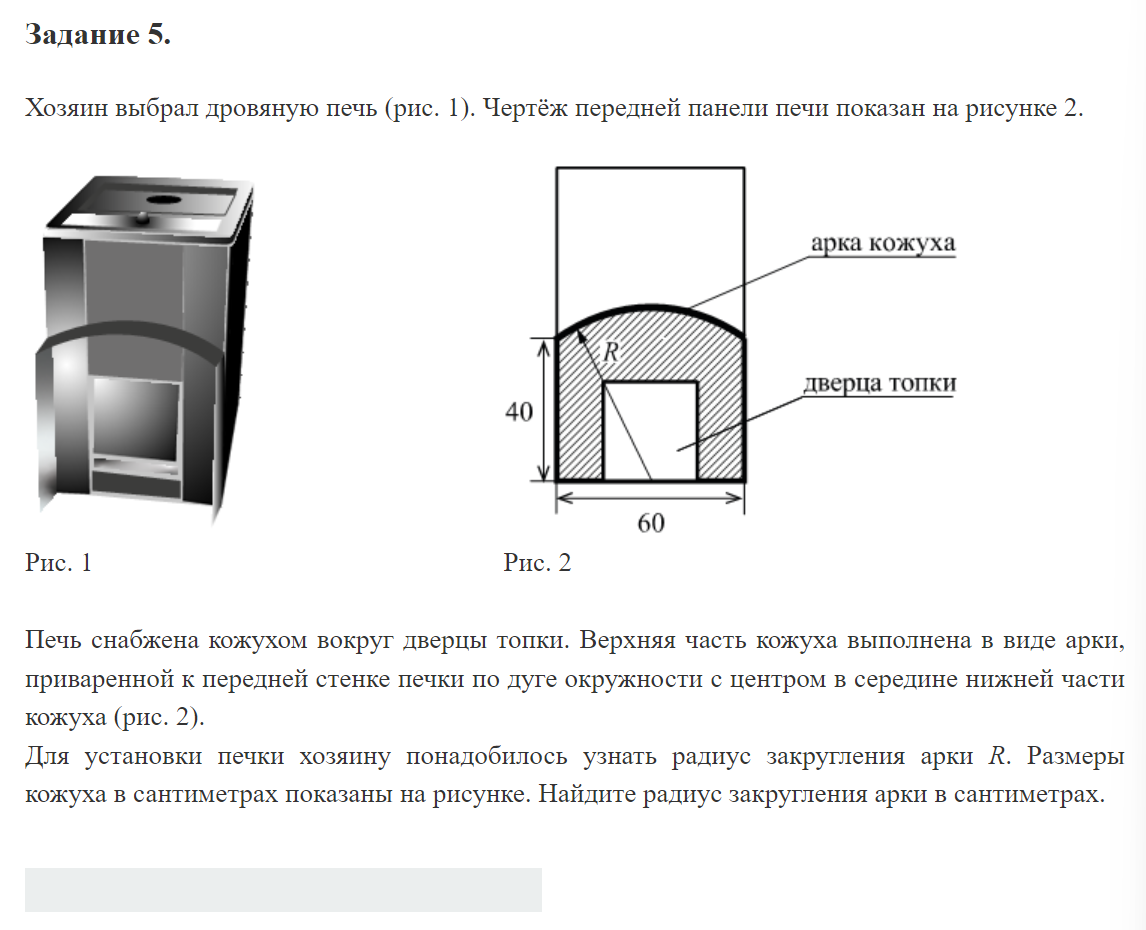 Задание 5.
Хозяин выбрал дровяную печь (рис. 1). Чертёж передней панели печи показан на рисунке 2.
арка кожуха
R
дверца топки
40
60
Рис. 1
Рис. 2
Печь снабжена кожухом вокруг дверцы топки. Верхняя часть кожуха выполнена в виде арки,
приваренной к передней стенке печки по дуге окружности с центром в середине нижней части
кожуха (рис. 2).
Для установки печки хозяину понадобилось узнать радиус закругления арки R. Размеры
кожуха в сантиметрах показаны на рисунке. Найдите радиус закругления арки в сантиметрах.